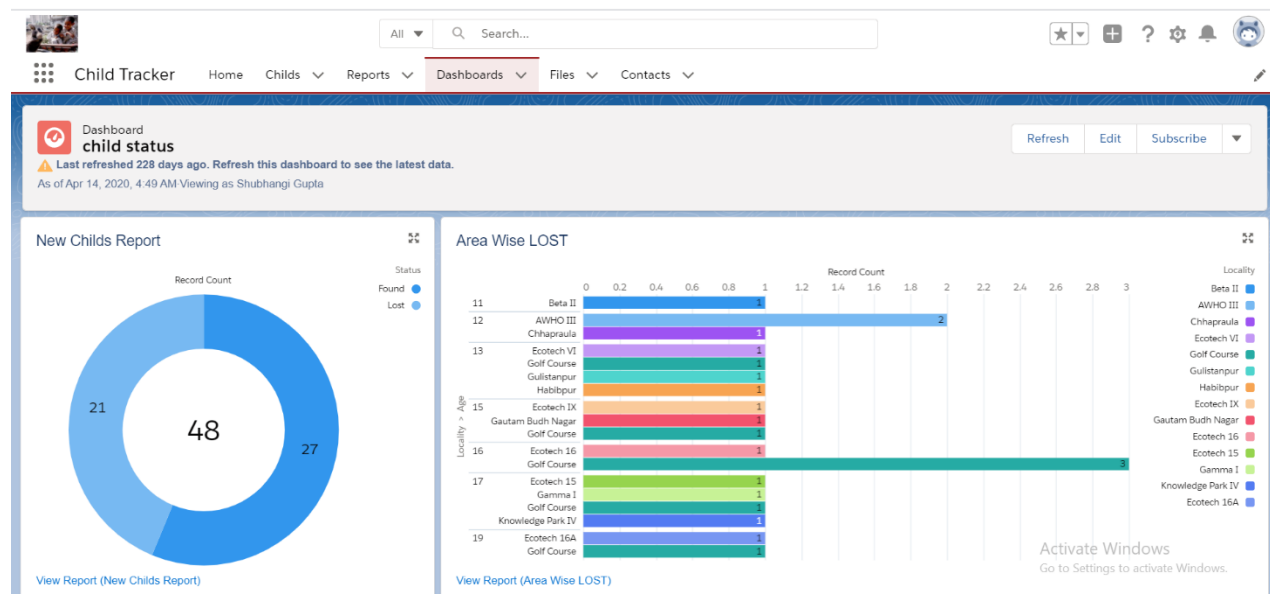 All Search...
Child Tracker Home Childs Reports Dashboards Files Contacts
Dashboard
child status
Last refreshed 228 days ago. Refresh this dashboard to see the latest data.
As of Apr 14, 2020, 4:49 AM·Viewing as Shubhangi Gupta
Refresh Edit Subscribe
New Childs Report
Record Count
Status
Found
Lost
21
48
27
View Report (New Childs Report)
Area Wise LOST
Record Count
0 0.2 0.4 0.6 0.8 1 1.2 1.4 1.6 1.8 2 2.2 2.4 2.6 2.8 3
Locality > Age
11 Beta II 1
12 AWHO III 2
Chhapraula 1
13 Ecotech VI 1
Golf Course 1
Gulistanpur 1
Habibpur 1
15 Ecotech IX 1
Gautam Budh Nagar 1
Golf Course 1
16 Ecotech 16 1
Golf Course 3
17 Ecotech 15 1
Gamma I 1
Golf Course 1
Knowledge Park IV 1
19 Ecotech 16A 1
Golf Course 1
Locality
Beta II
AWHO III
Chhapraula
Ecotech VI
Golf Course
Gulistanpur
Habibpur
Ecotech IX
Gautam Budh Nagar
Ecotech 16
Ecotech 15
Gamma I
Knowledge Park IV
Ecotech 16A
View Report (Area Wise LOST)
Activate Windows
Go to Settings to activate Windows.